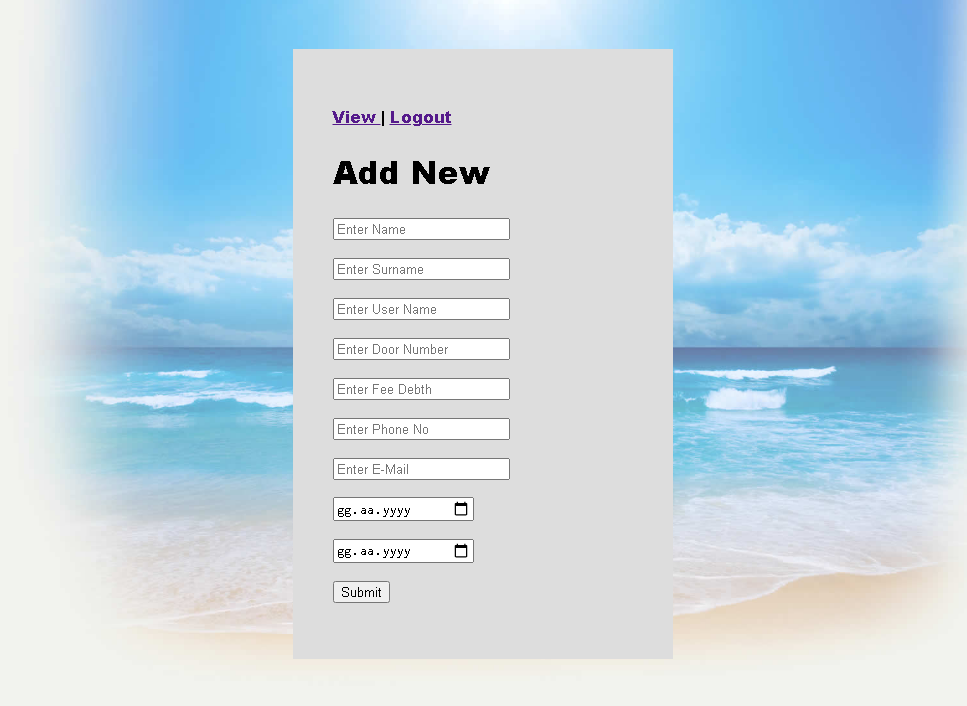 View | Logout
Add New
Enter Name
Enter Surname
Enter User Name
Enter Door Number
Enter Fee Debth
Enter Phone No
Enter E-Mail
gg.aa.yyyy
gg.aa.yyyy
Submit